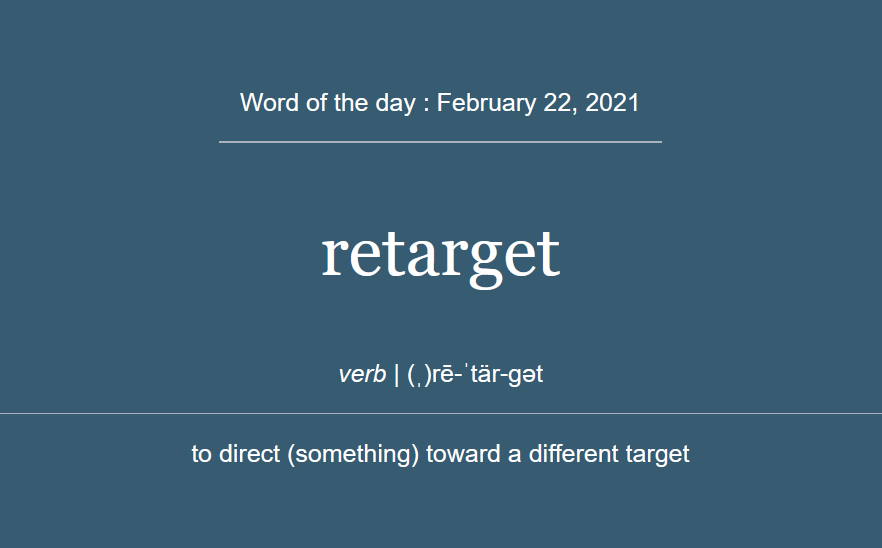 Word of the day : February 22, 2021
retarget
verb | (ˌ)rē-ˈtär-gət
to direct (something) toward a different target